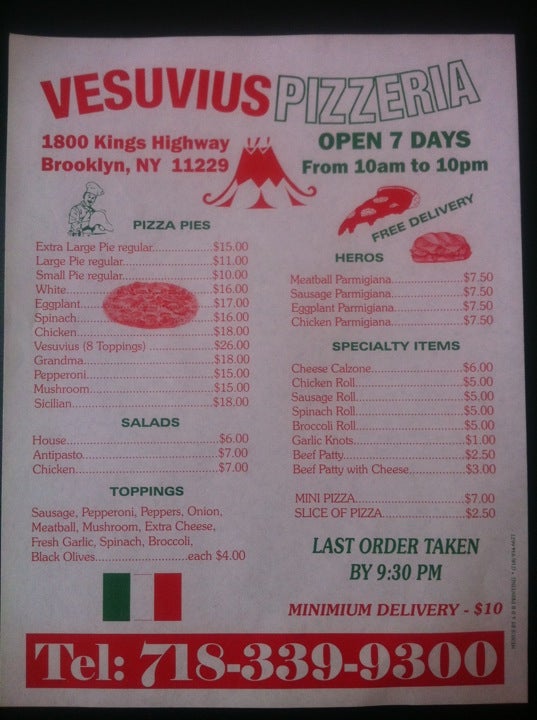 VESUVIUS PIZZERIA
1800 Kings Highway
Brooklyn, NY 11229
OPEN 7 DAYS
From 10am to 10pm
FREE DELIVERY
PIZZA PIES
Extra Large Pie regular...$15.00
Large Pie regular...$11.00
Small Pie regular...$10.00
White...$16.00
Eggplant...$17.00
Spinach...$16.00
Chicken...$18.00
Vesuvius (8 Toppings)...$26.00
Grandma...$18.00
Pepperoni...$15.00
Mushroom...$15.00
Sicilian...$18.00
SALADS
House...$6.00
Antipasto...$7.00
Chicken...$7.00
TOPPINGS
Sausage, Pepperoni, Peppers, Onion,
Meatball, Mushroom, Extra Cheese,
Fresh Garlic, Spinach, Broccoli,
Black Olives...each $4.00
HEROS
Meatball Parmigiana...$7.50
Sausage Parmigiana...$7.50
Eggplant Parmigiana...$7.50
Chicken Parmigiana...$7.50
SPECIALTY ITEMS
Cheese Calzone...$6.00
Chicken Roll...$5.00
Sausage Roll...$5.00
Spinach Roll...$5.00
Broccoli Roll...$5.00
Garlic Knots...$1.00
Beef Patty...$2.50
Beef Patty with Cheese...$3.00
MINI PIZZA...$7.00
SLICE OF PIZZA...$2.50
LAST ORDER TAKEN
BY 9:30 PM
MINIMIUM DELIVERY - $10
Tel: 718-339-9300